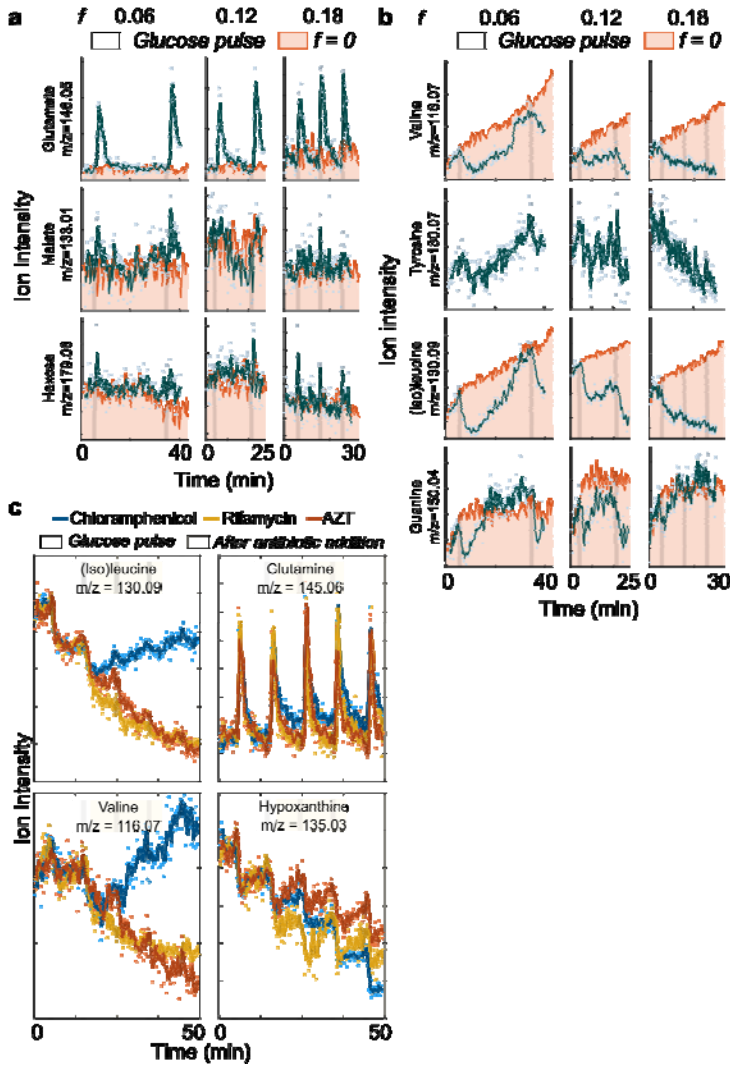 a f 0.06 0.12 0.18
Glucose pulse f = 0
Glutamate
m/z=146.05
Malate
m/z=133.01
Hexose
m/z=179.06
Ion Intensity
0 40 0 25 0 30
Time (min)
b f 0.06 0.12 0.18
Glucose pulse f = 0
Valine
m/z=116.07
Tyrosine
m/z=180.07
(Iso)leucine
m/z=130.09
Guanine
m/z=150.04
Ion intensity
0 40 0 25 0 30
Time (min)
c
Chloramphenicol Rifamycin AZT
Glucose pulse After antibiotic addition
(Iso)leucine
m/z = 130.09
Glutamine
m/z = 145.06
Valine
m/z = 116.07
Hypoxanthine
m/z = 135.03
Ion Intensity
0 50 0 50
Time (min)